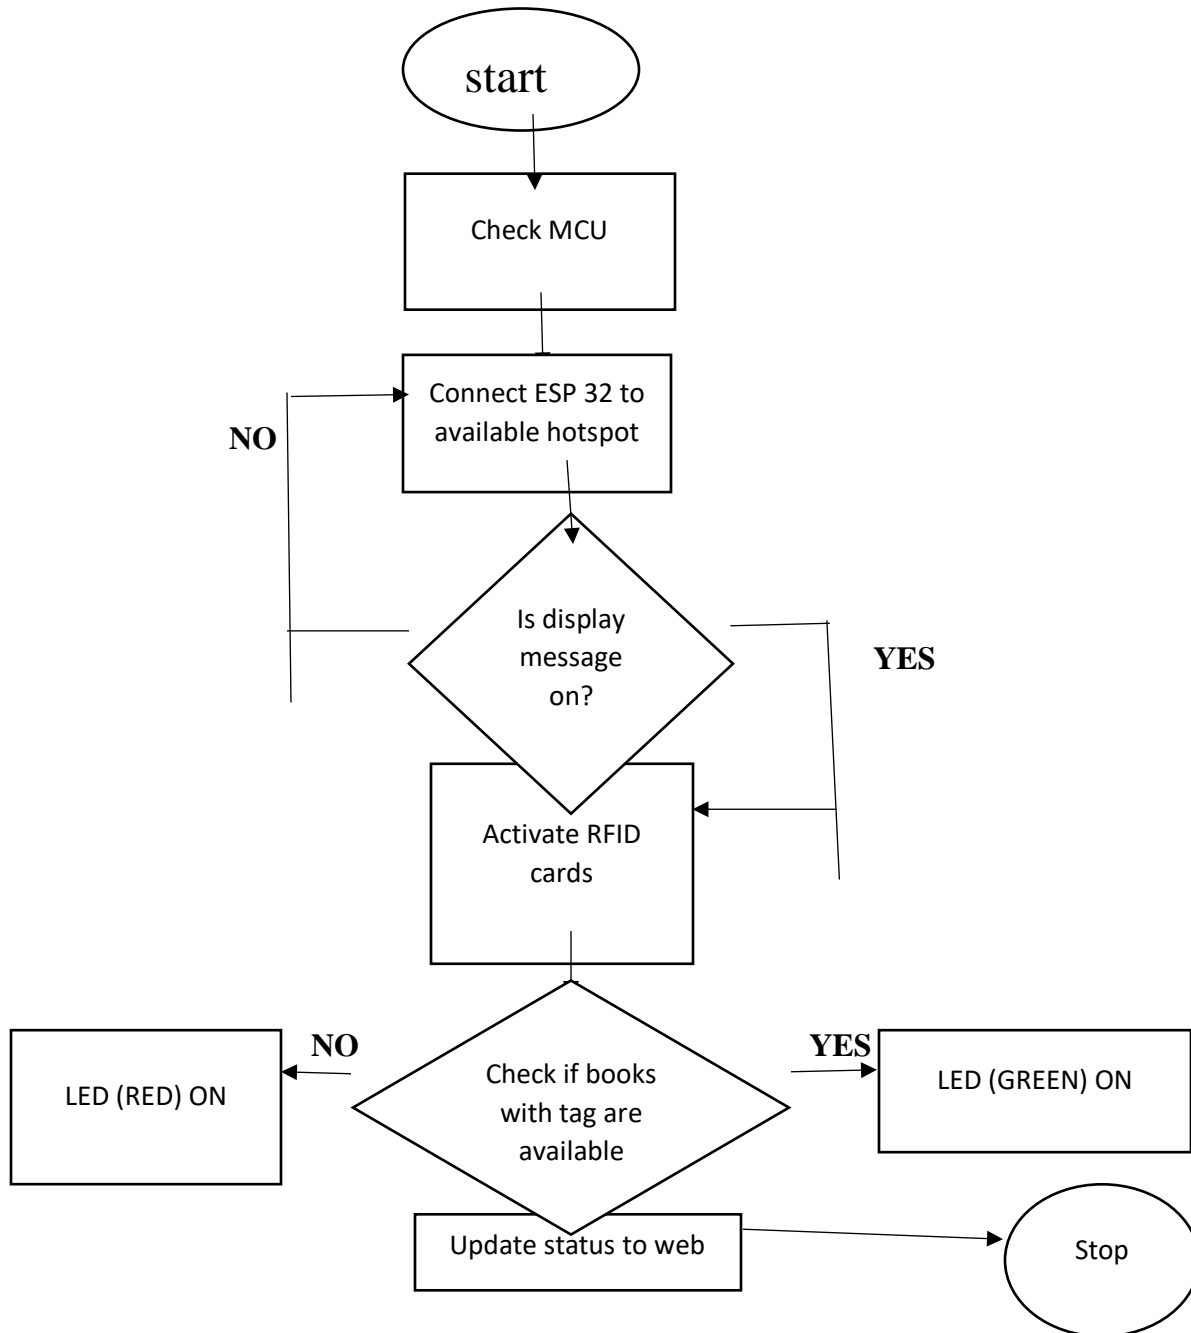 start
Check MCU
Connect ESP 32 to
available hotspot
NO
Is display
message
on?
YES
Activate RFID
cards
NO
YES
LED (RED) ON
Check if books
with tag are
available
LED (GREEN) ON
Update status to web
Stop